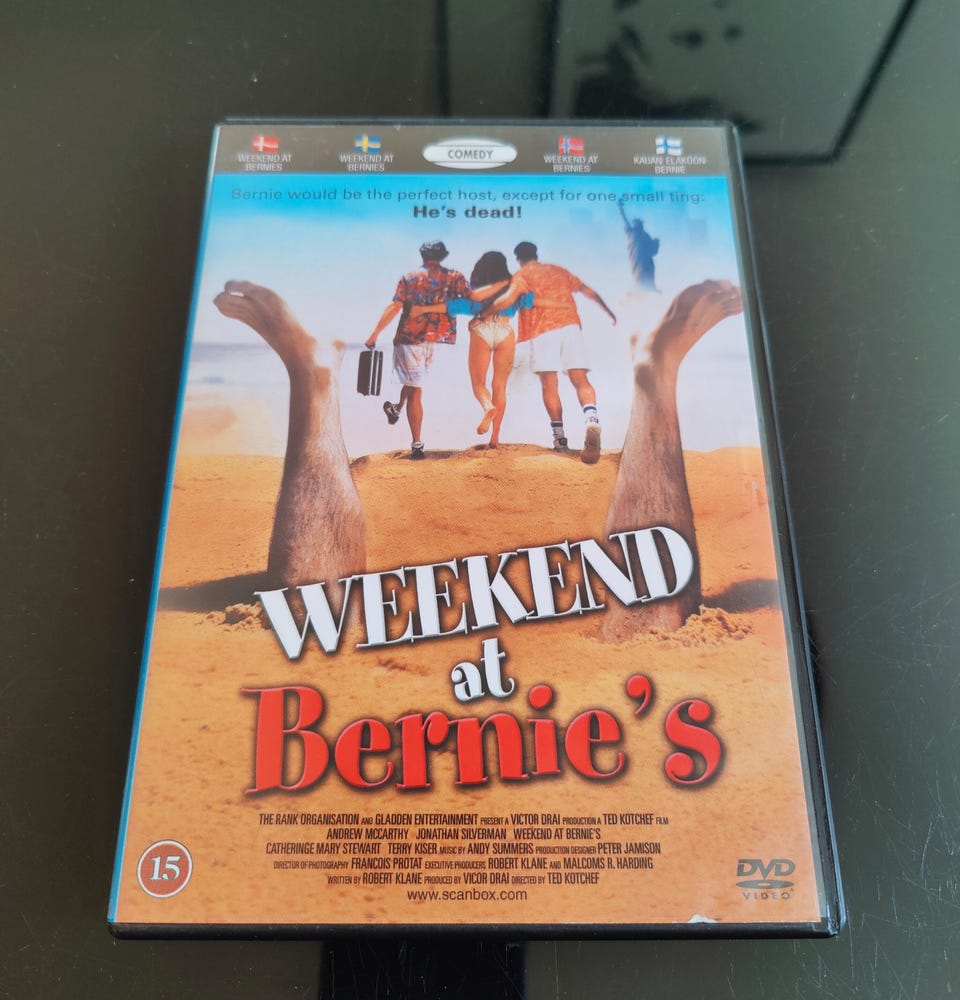 WEEKEND AT BERNIES
WEEKEND AT BERNIES
COMEDY
WEEKEND AT BERNIES
KAUAN ELÄKÖÖN BERNIE
Bernie would be the perfect host, except for one small ting:
He's dead!
WEEKEND
at
Bernie's
THE RANK ORGANISATION AND GLADDEN ENTERTAINMENT PRESENT A VICTOR DRAI PRODUCTION A TED KOTCHEF FILM
ANDREW MCCARTHY JONATHAN SILVERMAN WEEKEND AT BERNIE'S
CATHERINGE MARY STEWART TERRY KISER MUSIC BY ANDY SUMMERS PRODUCTION DESIGNER PETER JAMISON
DIRECTOR OF PHOTOGRAPHY FRANCOIS PROTAT EXECUTIVE PRODUCERS ROBERT KLANE AND MALCOMS R. HARDING
WRITTEN BY ROBERT KLANE PRODUCED BY VICOR DRAI DIRECTED BY TED KOTCHEF
www.scanbox.com
15
DVD
VIDEO